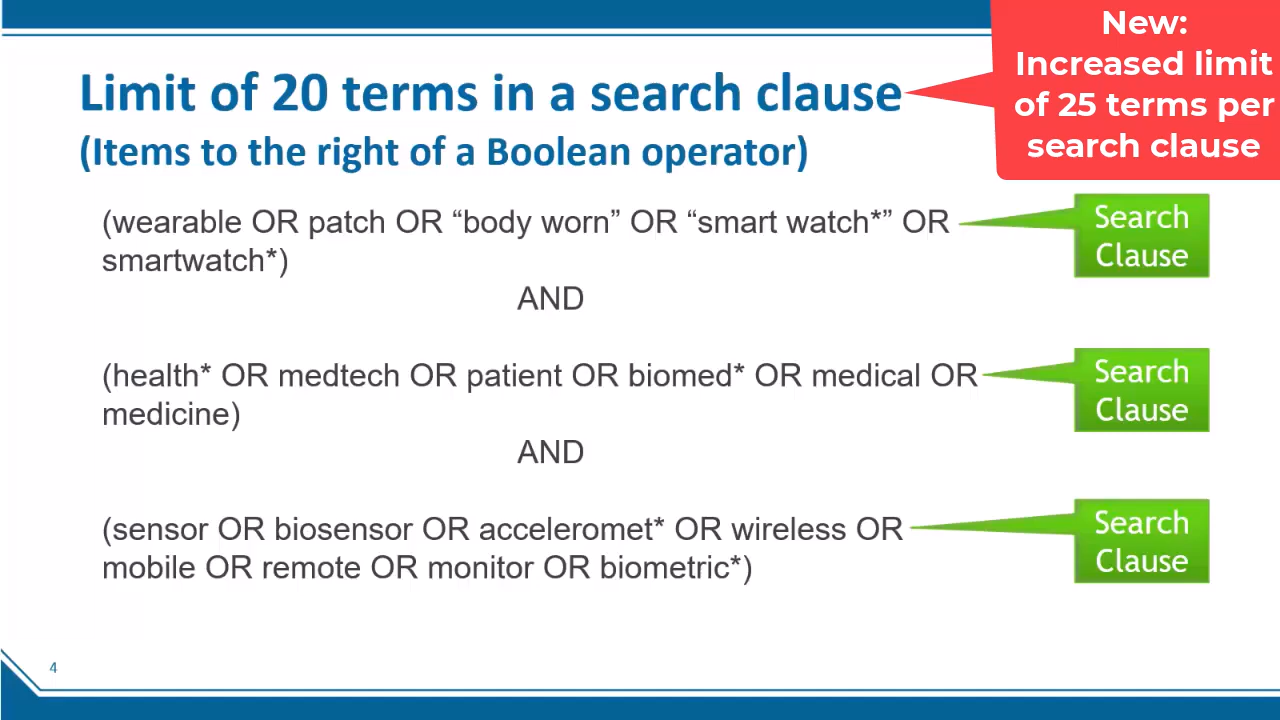 New:
Increased limit
of 25 terms per
search clause
Limit of 20 terms in a search clause
(Items to the right of a Boolean operator)
(wearable OR patch OR “body worn” OR “smart watch*” OR
smartwatch*)
Search
Clause
AND
(health* OR medtech OR patient OR biomed* OR medical OR
medicine)
Search
Clause
AND
(sensor OR biosensor OR acceleromet* OR wireless OR
mobile OR remote OR monitor OR biometric*)
Search
Clause
4